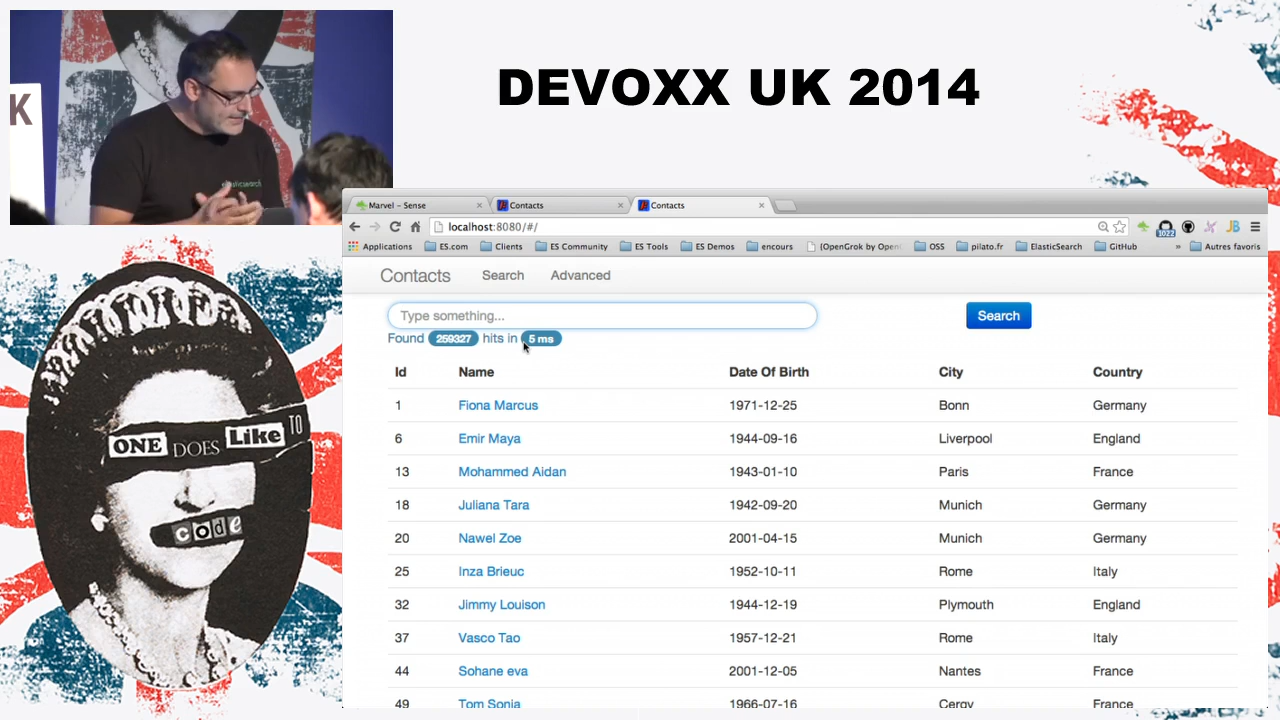 DEVOXX UK 2014
K
elasticsearch
Marvel – Sense
Contacts
Contacts
localhost:8080/#/
1022
Applications ES.com Clients ES Community ES Tools ES Demos encours (OpenGrok by Open OSS pilato.fr ElasticSearch GitHub » Autres favoris
Contacts Search Advanced
Type something... Search
Found 259327 hits in 5 ms
Id Name Date Of Birth City Country
1 Fiona Marcus 1971-12-25 Bonn Germany
6 Emir Maya 1944-09-16 Liverpool England
13 Mohammed Aidan 1943-01-10 Paris France
18 Juliana Tara 1942-09-20 Munich Germany
20 Nawel Zoe 2001-04-15 Munich Germany
25 Inza Brieuc 1952-10-11 Rome Italy
32 Jimmy Louison 1944-12-19 Plymouth England
37 Vasco Tao 1957-12-21 Rome Italy
44 Sohane eva 2001-12-05 Nantes France
49 Tom Sonia 1966-07-16 Cergy France
ONE DOES Like TO
code